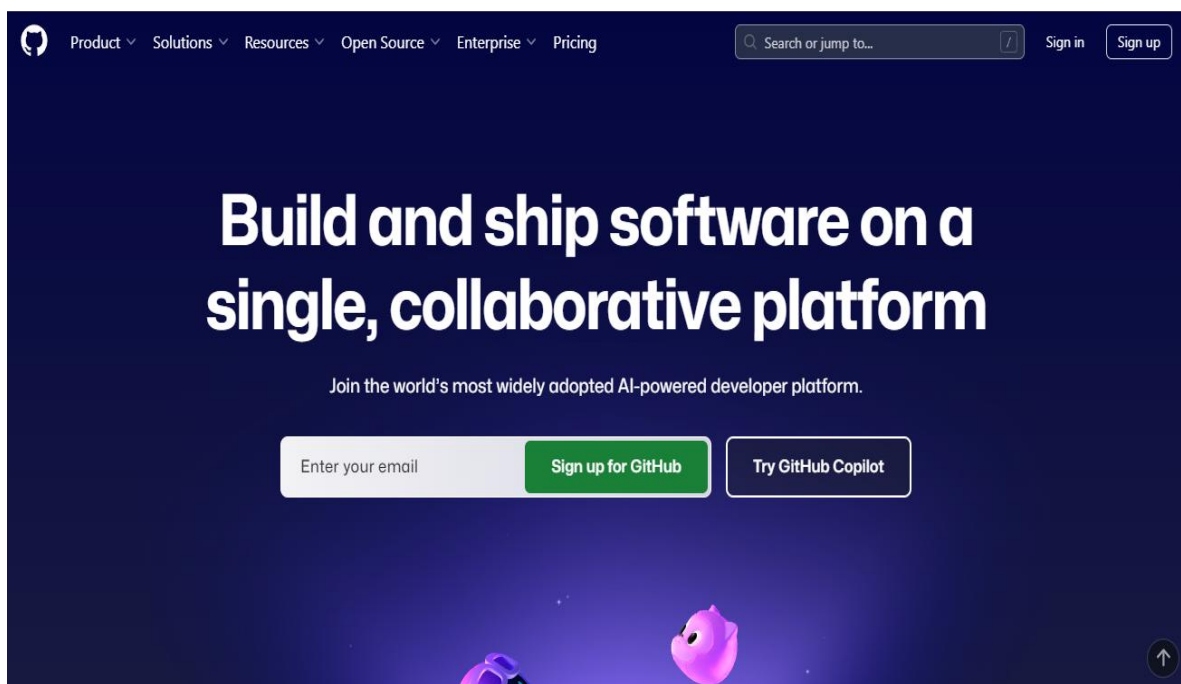 Product Solutions Resources Open Source Enterprise Pricing Search or jump to... / Sign in Sign up
Build and ship software on a
single, collaborative platform
Join the world's most widely adopted AI-powered developer platform.
Enter your email Sign up for GitHub Try GitHub Copilot